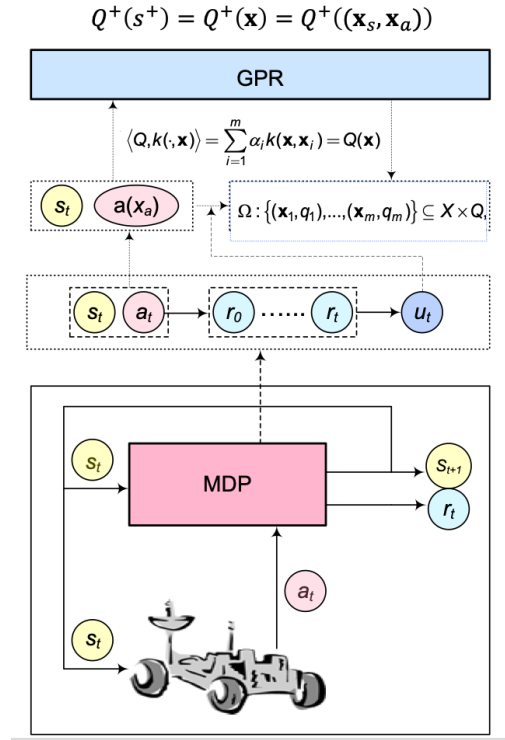 Q⁺(s⁺) = Q⁺(𝐱) = Q⁺((𝐱ₛ, 𝐱ₐ))
GPR
⟨Q,k(·,𝐱)⟩ = ∑ᵢ₌₁ᵐ αᵢk(𝐱,𝐱ᵢ) = Q(𝐱)
sₜ a(xₐ)
Ω : {(𝐱₁,q₁),...,(𝐱ₘ,qₘ)} ⊆ X × Q,
sₜ aₜ r₀ ...... rₜ uₜ
sₜ
MDP
sₜ₊₁
rₜ
aₜ
sₜ